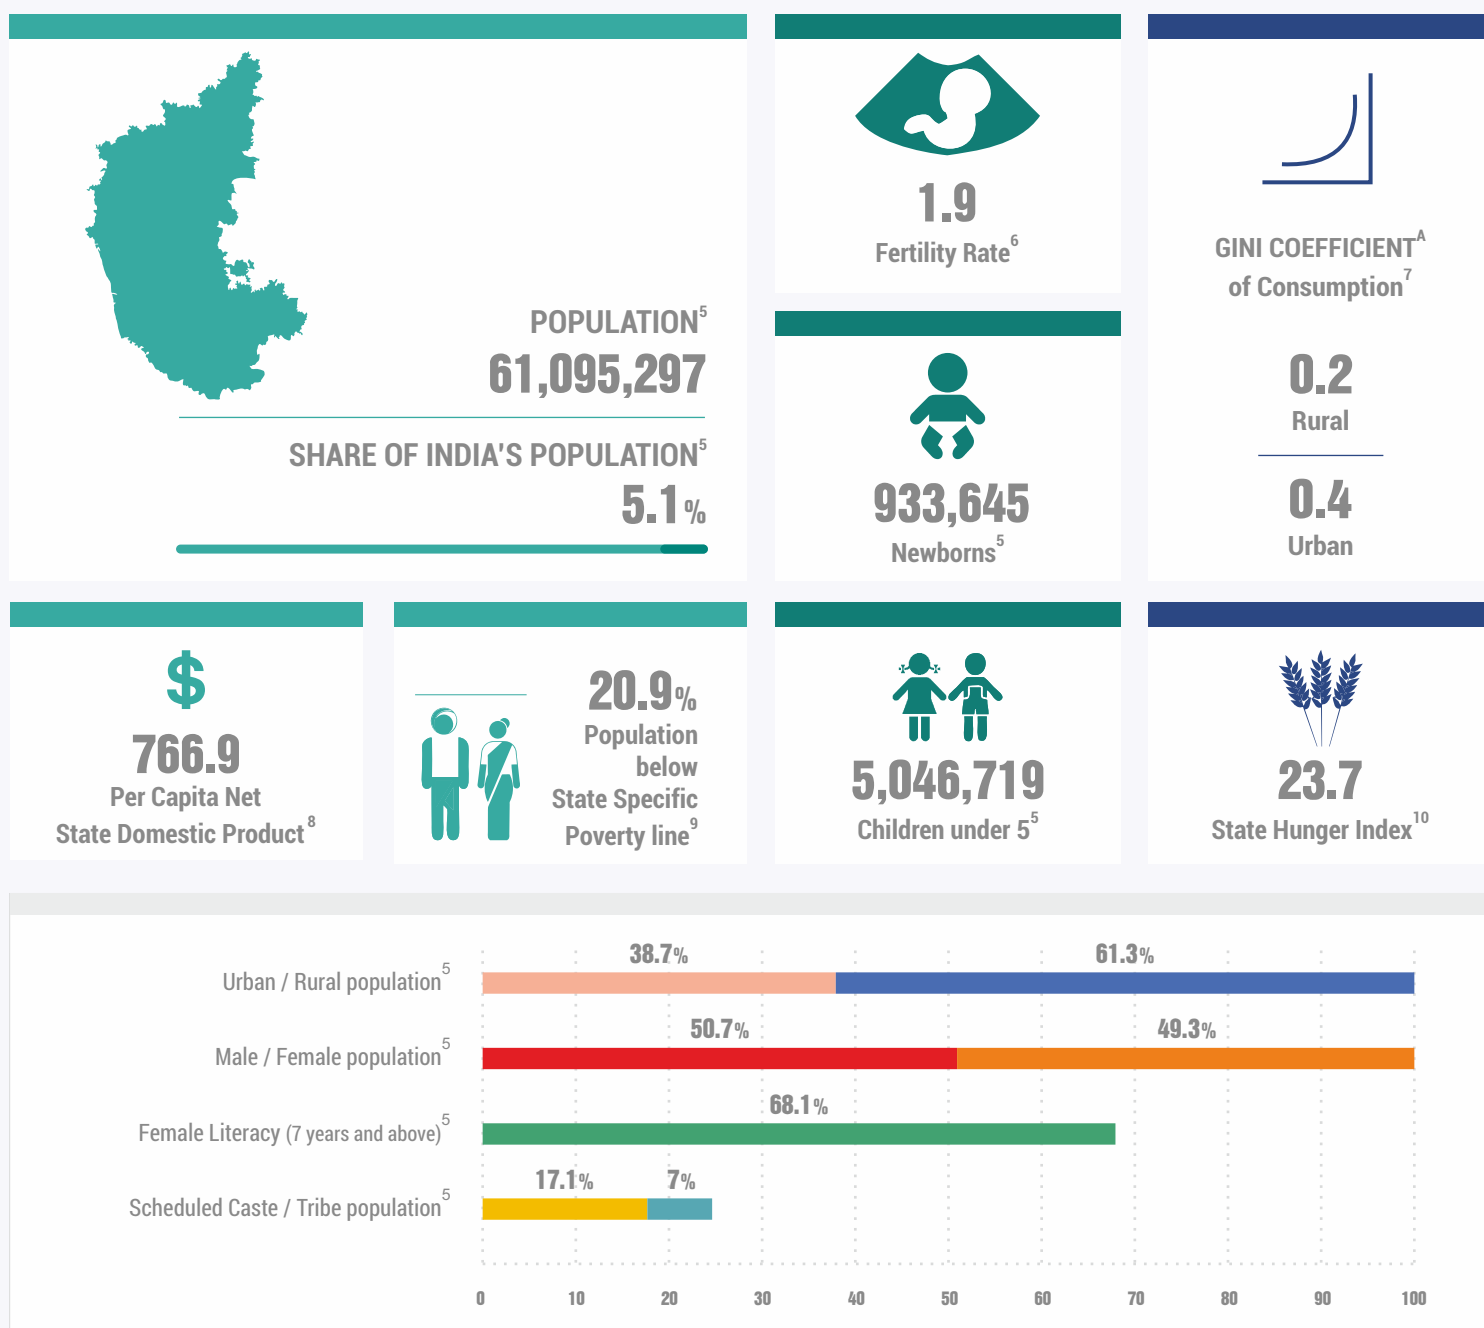 POPULATION5
61,095,297
SHARE OF INDIA'S POPULATION5
5.1%
1.9
Fertility Rate6
933,645
Newborns5
GINI COEFFICIENTA
of Consumption7
0.2
Rural
0.4
Urban
$
766.9
Per Capita Net
State Domestic Product8
20.9%
Population
below
State Specific
Poverty line9
5,046,719
Children under 55
23.7
State Hunger Index10
38.7% 61.3%
Urban / Rural population5
50.7% 49.3%
Male / Female population5
68.1%
Female Literacy (7 years and above)5
17.1% 7%
Scheduled Caste / Tribe population5
0 10 20 30 40 50 60 70 80 90 100